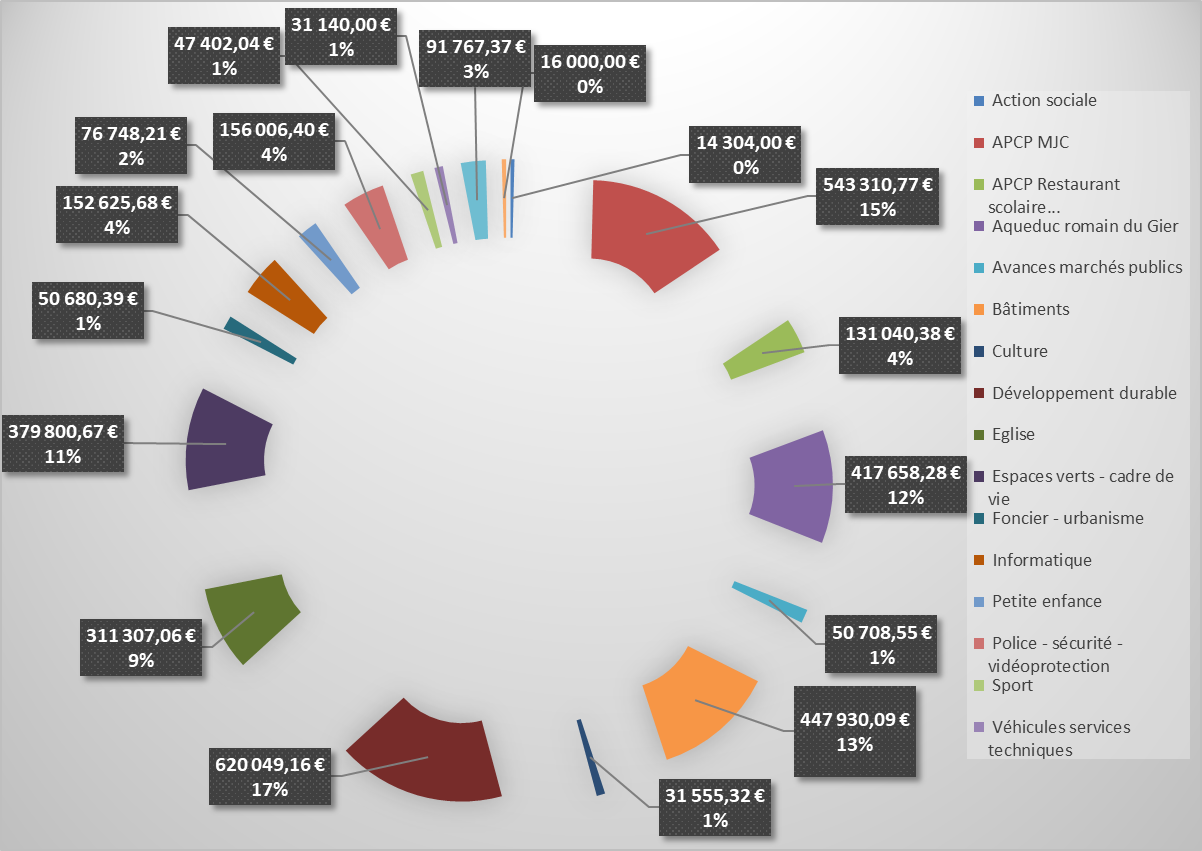 31 140,00 €
1%
47 402,04 €
1%
91 767,37 €
3%
16 000,00 €
0%
76 748,21 €
2%
156 006,40 €
4%
14 304,00 €
0%
152 625,68 €
4%
543 310,77 €
15%
50 680,39 €
1%
131 040,38 €
4%
379 800,67 €
11%
417 658,28 €
12%
311 307,06 €
9%
50 708,55 €
1%
447 930,09 €
13%
620 049,16 €
17%
31 555,32 €
1%
Action sociale
APCP MJC
APCP Restaurant
scolaire...
Aqueduc romain du Gier
Avances marchés publics
Bâtiments
Culture
Développement durable
Eglise
Espaces verts - cadre de
vie
Foncier - urbanisme
Informatique
Petite enfance
Police - sécurité -
vidéoprotection
Sport
Véhicules services
techniques